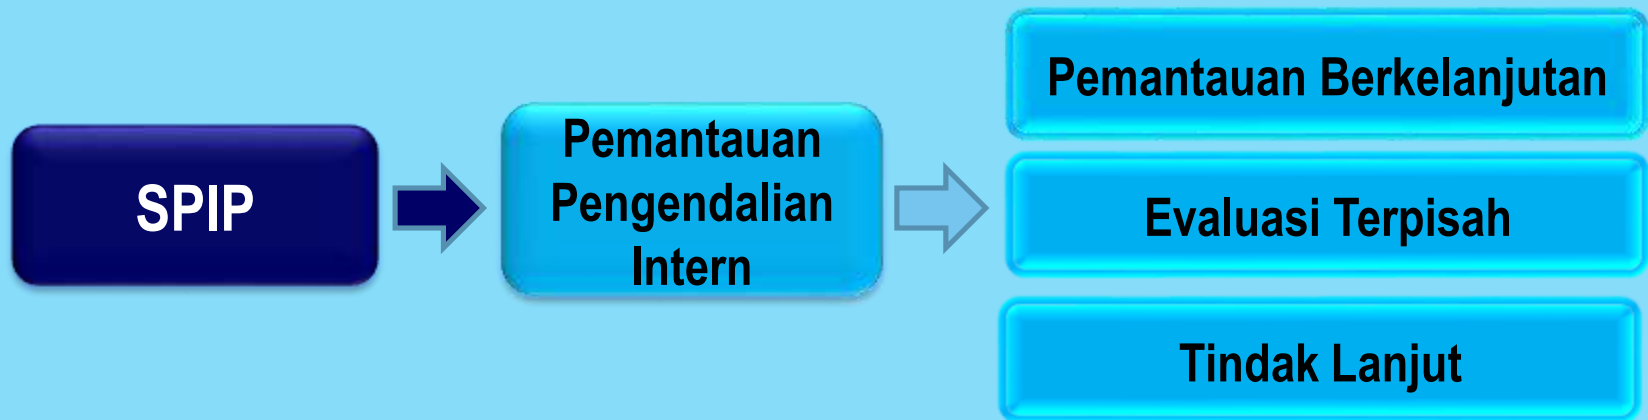 SPIP
Pemantauan
Pengendalian
Intern
Pemantauan Berkelanjutan
Evaluasi Terpisah
Tindak Lanjut